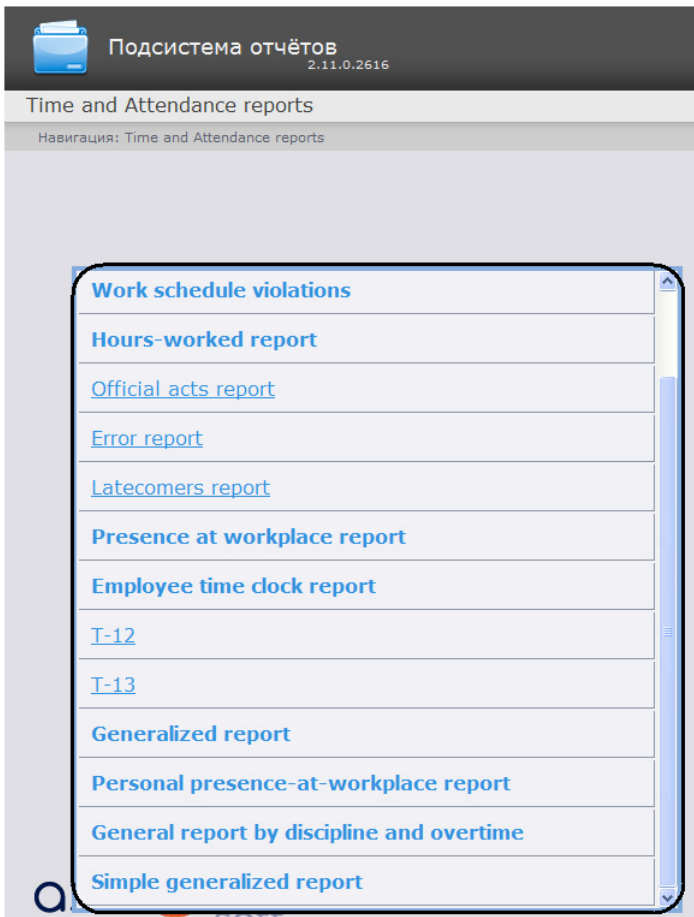 Подсистема отчётов
2.11.0.2616
Time and Attendance reports
Навигация: Time and Attendance reports
Work schedule violations
Hours-worked report
Official acts report
Error report
Latecomers report
Presence at workplace report
Employee time clock report
T-12
T-13
Generalized report
Personal presence-at-workplace report
General report by discipline and overtime
Simple generalized report